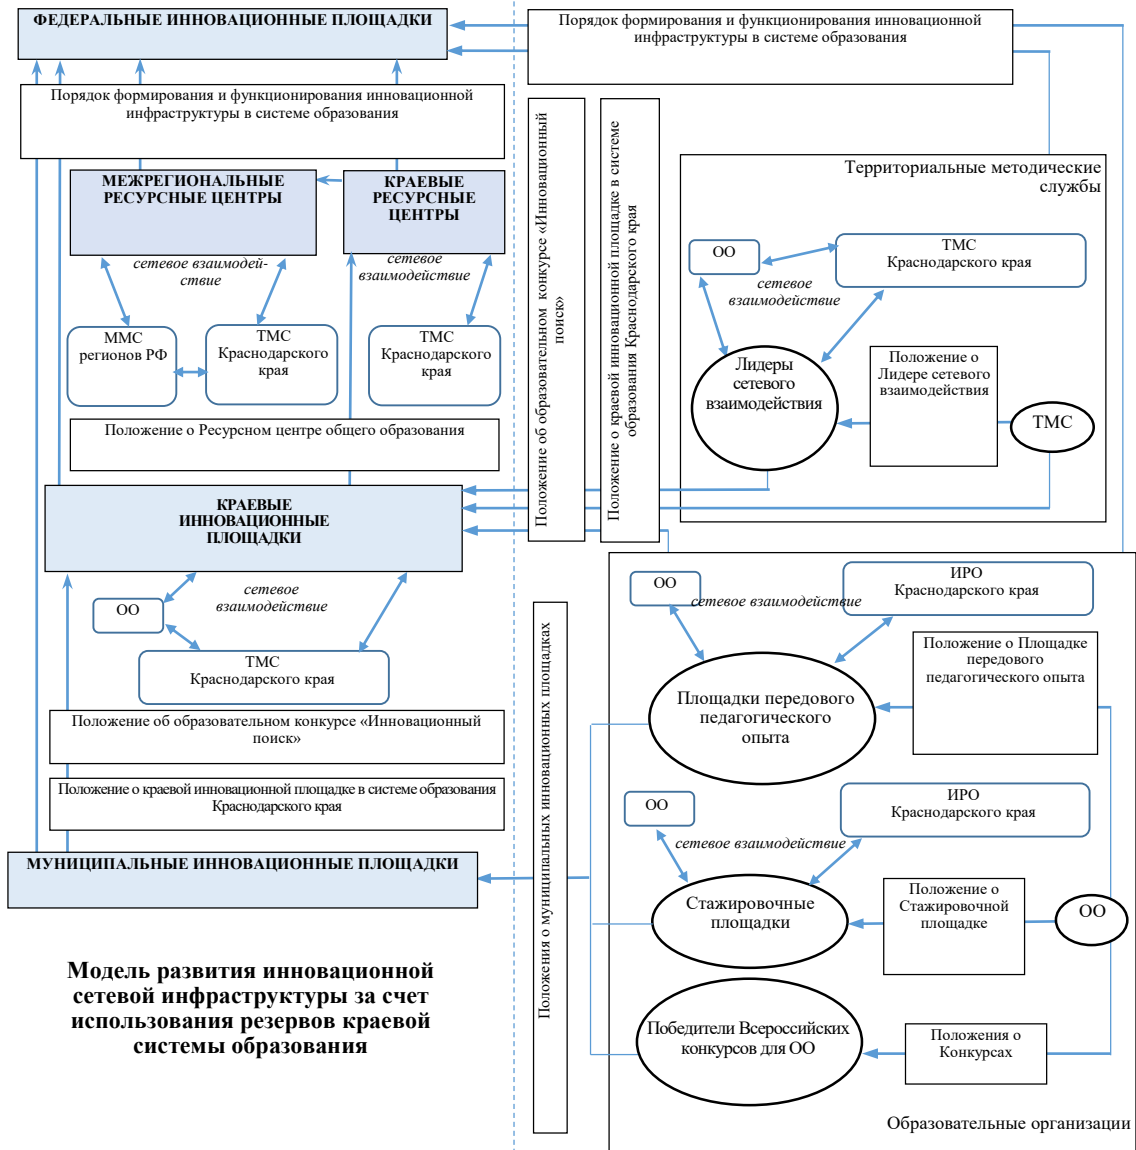 ФЕДЕРАЛЬНЫЕ ИННОВАЦИОННЫЕ ПЛОЩАДКИ
Порядок формирования и функционирования инновационной
инфраструктуры в системе образования
МЕЖРЕГИОНАЛЬНЫЕ
РЕСУРСНЫЕ ЦЕНТРЫ
КРАЕВЫЕ
РЕСУРСНЫЕ
ЦЕНТРЫ
сетевое взаимодей-
ствие
сетевое
взаимодействие
ММС
регионов РФ
ТМС
Краснодарского
края
ТМС
Краснодарского
края
Положение о Ресурсном центре общего образования
КРАЕВЫЕ
ИННОВАЦИОННЫЕ
ПЛОЩАДКИ
сетевое
взаимодействие
ОО
ТМС
Краснодарского края
Положение об образовательном конкурсе «Инновационный
поиск»
Положение о краевой инновационной площадке в системе образования
Краснодарского края
МУНИЦИПАЛЬНЫЕ ИННОВАЦИОННЫЕ ПЛОЩАДКИ
Модель развития инновационной
сетевой инфраструктуры за счет
использования резервов краевой
системы образования
Порядок формирования и функционирования инновационной
инфраструктуры в системе образования
Положение об образовательном конкурсе «Инновационный
поиск»
Положение о краевой инновационной площадке в системе
образования Краснодарского края
Положения о муниципальных инновационных площадках
Территориальные методические
службы
ОО
ТМС
Краснодарского края
сетевое
взаимодействие
Лидеры
сетевого
взаимодействия
Положение о
Лидере сетевого
взаимодействия
ТМС
ОО
ИРО
Краснодарского края
сетевое взаимодействие
Положение о Площадке
передового
педагогического опыта
Площадки передового
педагогического
опыта
ОО
ИРО
Краснодарского края
сетевое взаимодействие
Стажировочные
площадки
Положение о
Стажировочной
площадке
ОО
Победители Всероссийских
конкурсов для ОО
Положения о
Конкурсах
Образовательные организации